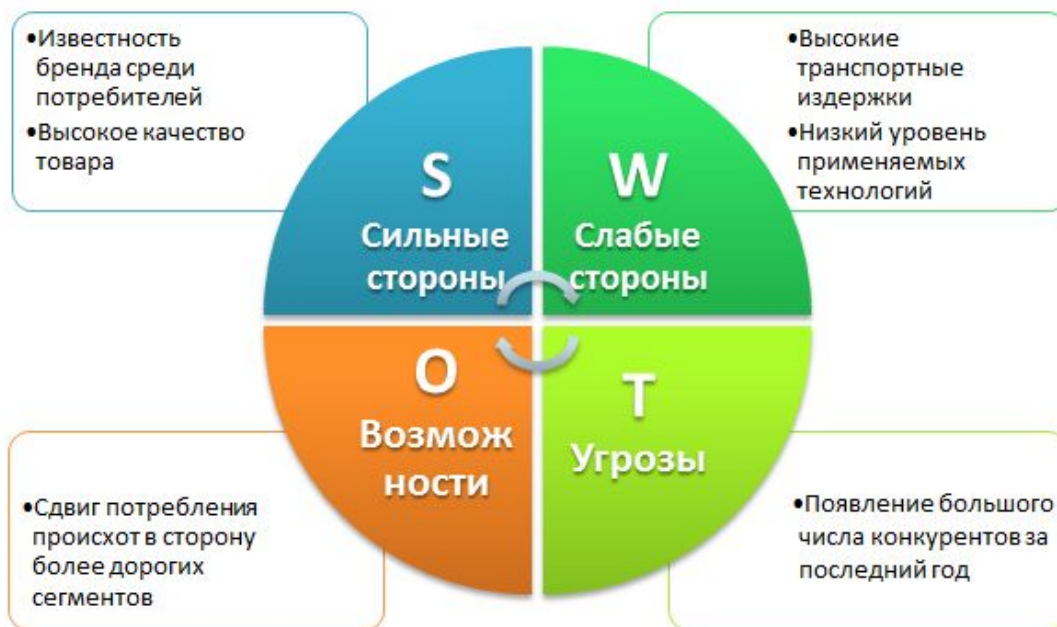 •Известность
бренда среди
потребителей
•Высокое качество
товара
S
Сильные
стороны
W
Слабые
стороны
•Высокие
транспортные
издержки
•Низкий уровень
применяемых
технологий
•Сдвиг потребления
происхот в сторону
более дорогих
сегментов
O
Возмож
ности
T
Угрозы
•Появление большого
числа конкурентов за
последний год